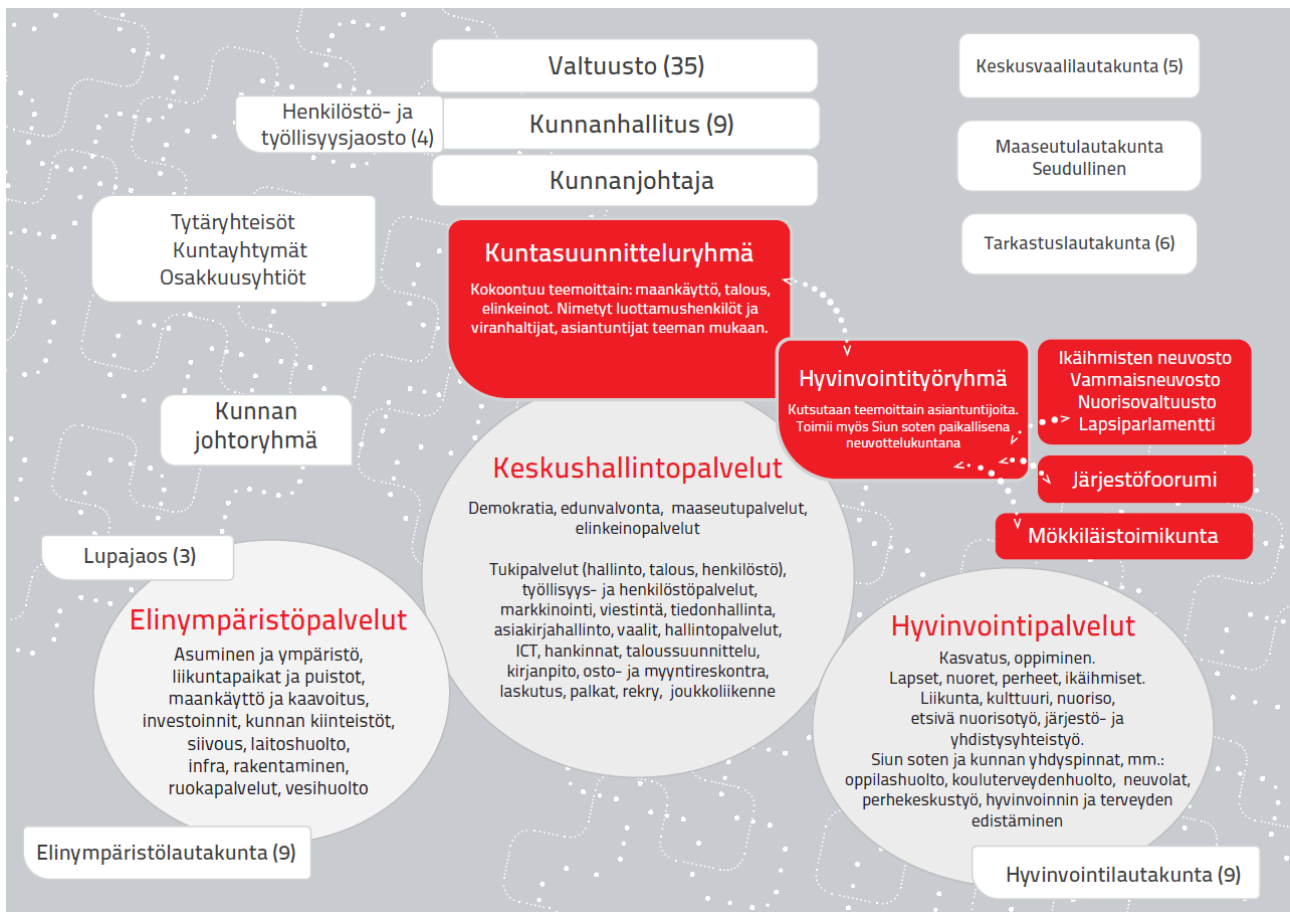 Valtuusto (35)
Keskusvaalilautakunta (5)
Henkilöstö- ja
työllisyysjaosto (4)
Kunnanhallitus (9)
Maaseutulautakunta
Seudullinen
Kunnanjohtaja
Tytäryhteisöt
Kuntayhtymät
Osakkuusyhtiöt
Tarkastuslautakunta (6)
Kuntasuunnitteluryhmä
Kokoontuu teemoittain: maankäyttö, talous,
elinkeinot. Nimetyt luottamushenkilöt ja
viranhaltijat, asiantuntijat teeman mukaan.
Hyvinvointityöryhmä
Kutsutaan teemoittain asiantuntijoita.
Toimii myös Siun soten paikallisena
neuvottelukuntana
Ikäihmisten neuvosto
Vammaisneuvosto
Nuorisovaltuusto
Lapsiparlamentti
Järjestöfoorumi
Mökkiläistoimikunta
Kunnan
johtoryhmä
Keskushallintopalvelut
Demokratia, edunvalvonta, maaseutupalvelut,
elinkeinopalvelut
Tukipalvelut (hallinto, talous, henkilöstö),
työllisyys- ja henkilöstöpalvelut,
markkinointi, viestintä, tiedonhallinta,
asiakirjahallinto, vaalit, hallintopalvelut,
ICT, hankinnat, taloussuunnittelu,
kirjanpito, osto- ja myyntireskontra,
laskutus, palkat, rekry, joukkoliikenne
Lupajaos (3)
Elinympäristöpalvelut
Asuminen ja ympäristö,
liikuntapaikat ja puistot,
maankäyttö ja kaavoitus,
investoinnit, kunnan kiinteistöt,
siivous, laitoshuolto,
infra, rakentaminen,
ruokapalvelut, vesihuolto
Elinympäristölautakunta (9)
Hyvinvointipalvelut
Kasvatus, oppiminen.
Lapset, nuoret, perheet, ikäihmiset.
Liikunta, kulttuuri, nuoriso,
etsivä nuorisotyö, järjestö- ja
yhdistysyhteistyö.
Siun soten ja kunnan yhdyspinnat, mm.:
oppilashuolto, kouluterveydenhuolto, neuvolat,
perhekeskustyö, hyvinvoinnin ja terveyden
edistäminen
Hyvinvointilautakunta (9)